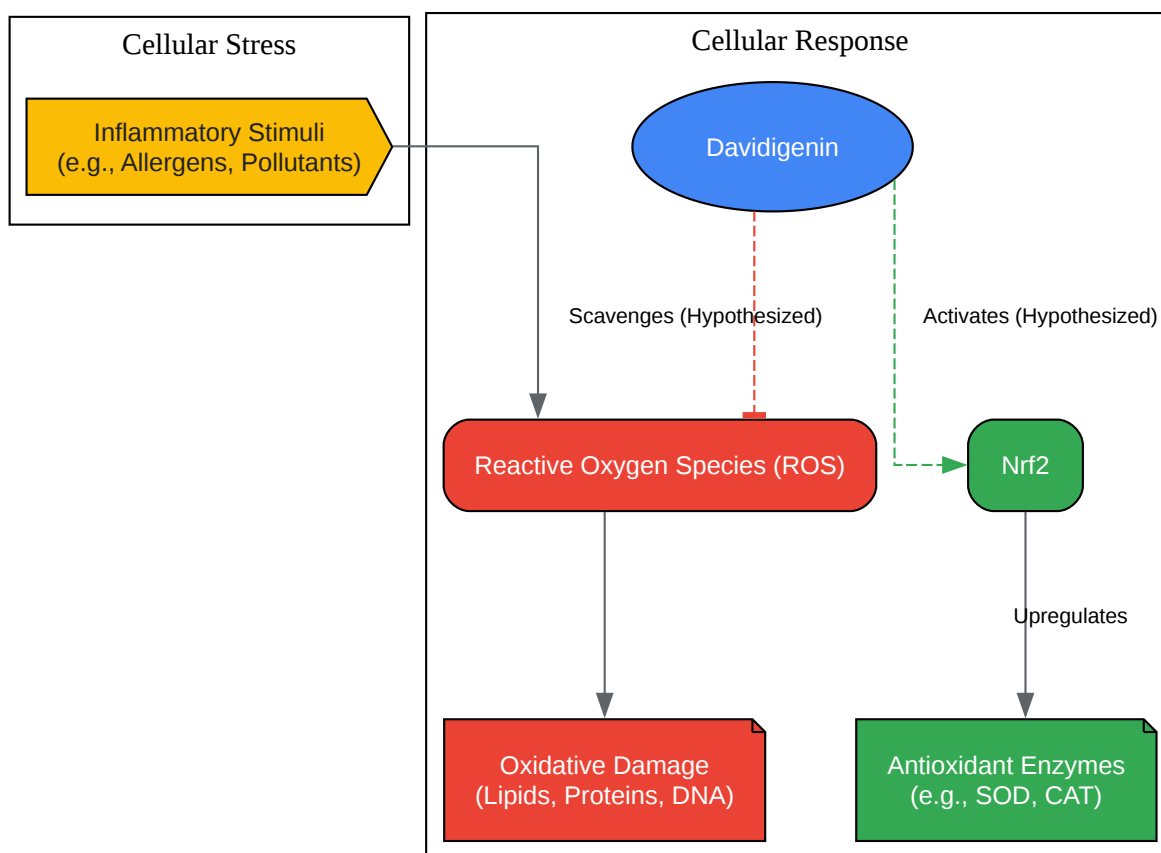 Cellular Stress
Inflammatory Stimuli
(e.g., Allergens, Pollutants)
Cellular Response
Davidigenin
Scavenges (Hypothesized)
Activates (Hypothesized)
Reactive Oxygen Species (ROS)
Nrf2
Upregulates
Oxidative Damage
(Lipids, Proteins, DNA)
Antioxidant Enzymes
(e.g., SOD, CAT)